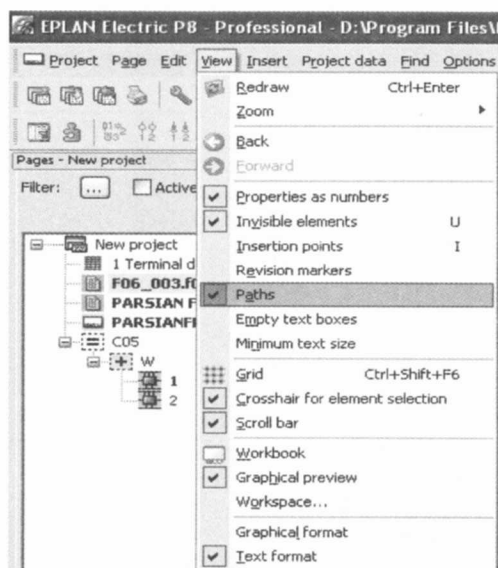 EPLAN Electric P8 - Professional - D:\Program Files\
Project Page Edit View Insert Project data Find Options
Pages - New project
Filter: ... Active
New project
1 Terminal d
F06_003.f
PARSIAN F
PARSIANF
C05
W
1
2
Redraw Ctrl+Enter
Zoom
Back
Forward
Properties as numbers
Invisible elements U
Insertion points I
Revision markers
Paths
Empty text boxes
Minimum text size
Grid Ctrl+Shift+F6
Crosshair for element selection
Scroll bar
Workbook
Graphical preview
Workspace...
Graphical format
Text format